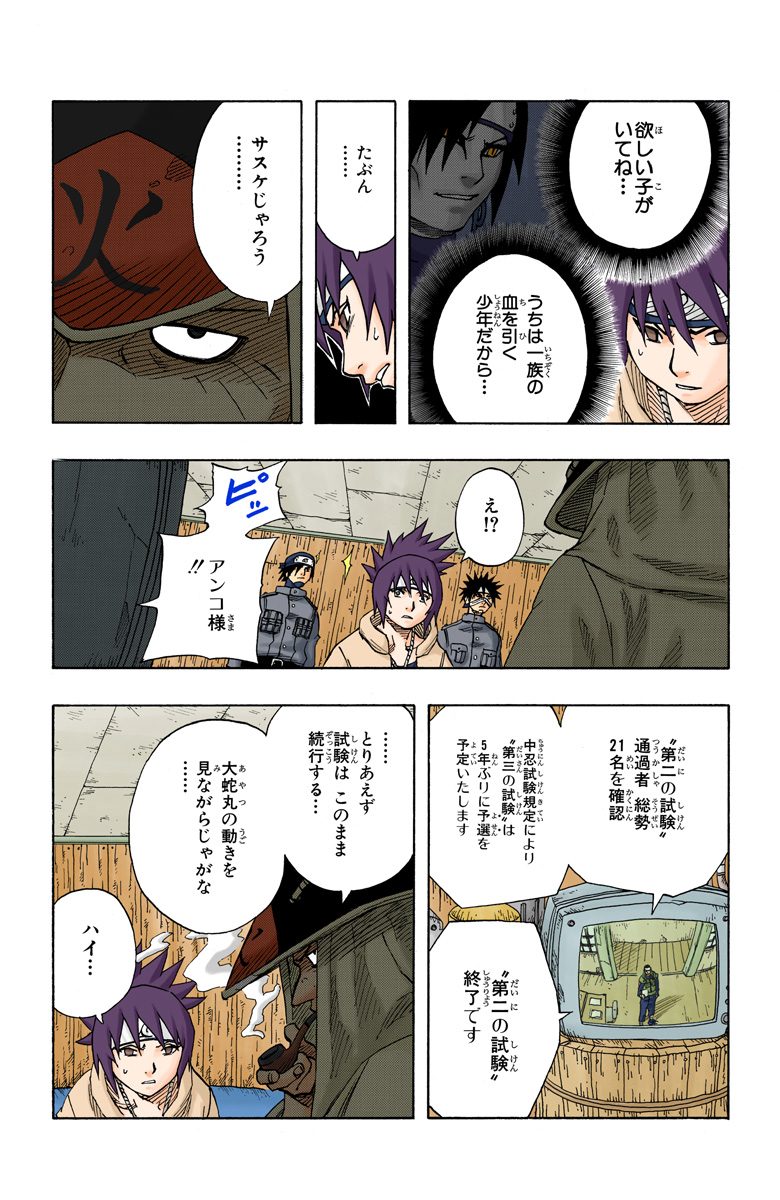 欲しい子が
いてね…
うちは一族の
血を引く
少年だから…
たぶん
……
サスケじゃろう
………
火
え!?
ピッ
アンコ様
!!
〝第二の試験〟
通過者 総勢
21名を確認
中忍試験規定により
〝第三の試験〟は
5年ぶりに予選を
予定いたします
〝第二の試験〟
終了です
……
とりあえず
試験は このまま
続行する…
大蛇丸の動きを
見ながらじゃがな
ハイ…